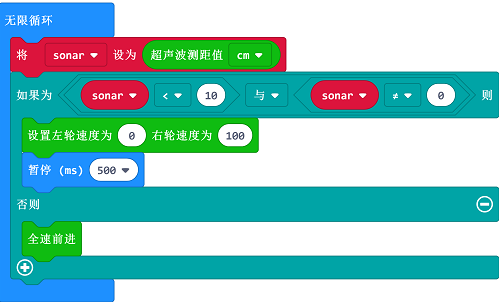 无限循环
将 sonar 设为 超声波测距值 cm
如果为 sonar < 10 与 sonar ≠ 0 则
设置左轮速度为 0 右轮速度为 100
暂停 (ms) 500
否则
全速前进